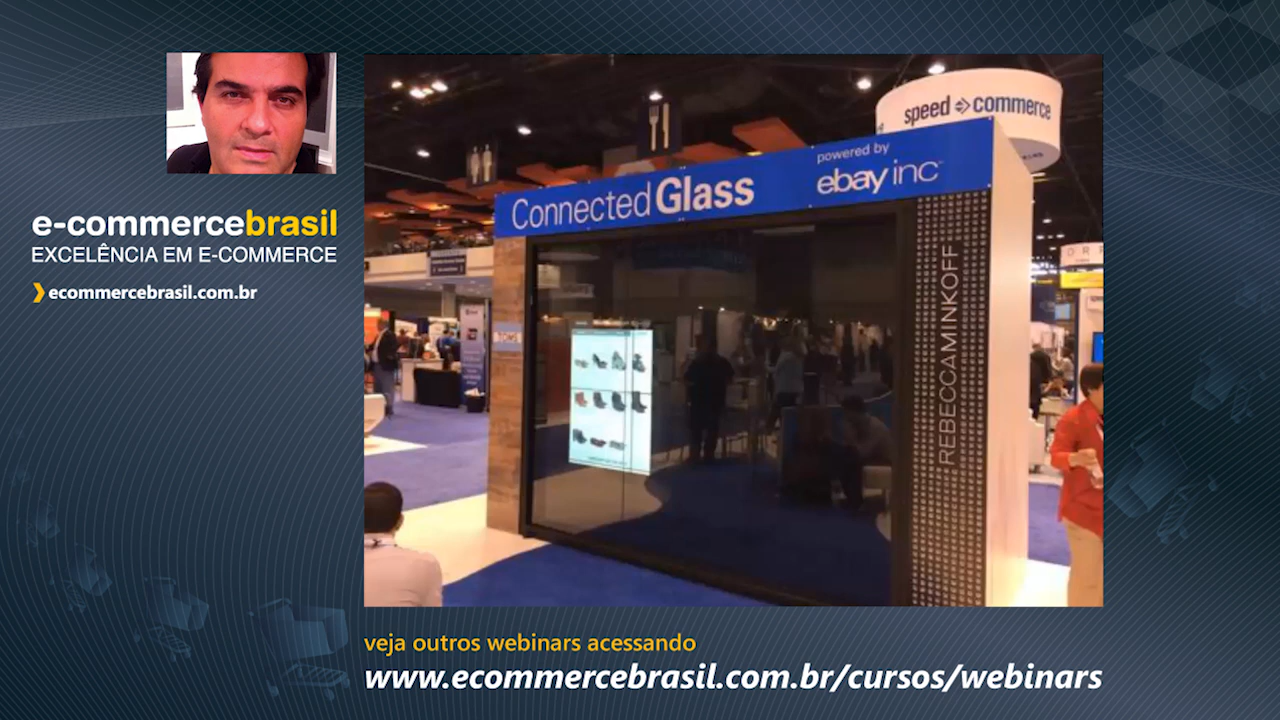 e-commercebrasil
EXCELÊNCIA EM E-COMMERCE
ecommercebrasil.com.br
speed commerce
Connected Glass
powered by
ebay inc
TOMS
REBECCAMINKOFF
veja outros webinars acessando
www.ecommercebrasil.com.br/cursos/webinars